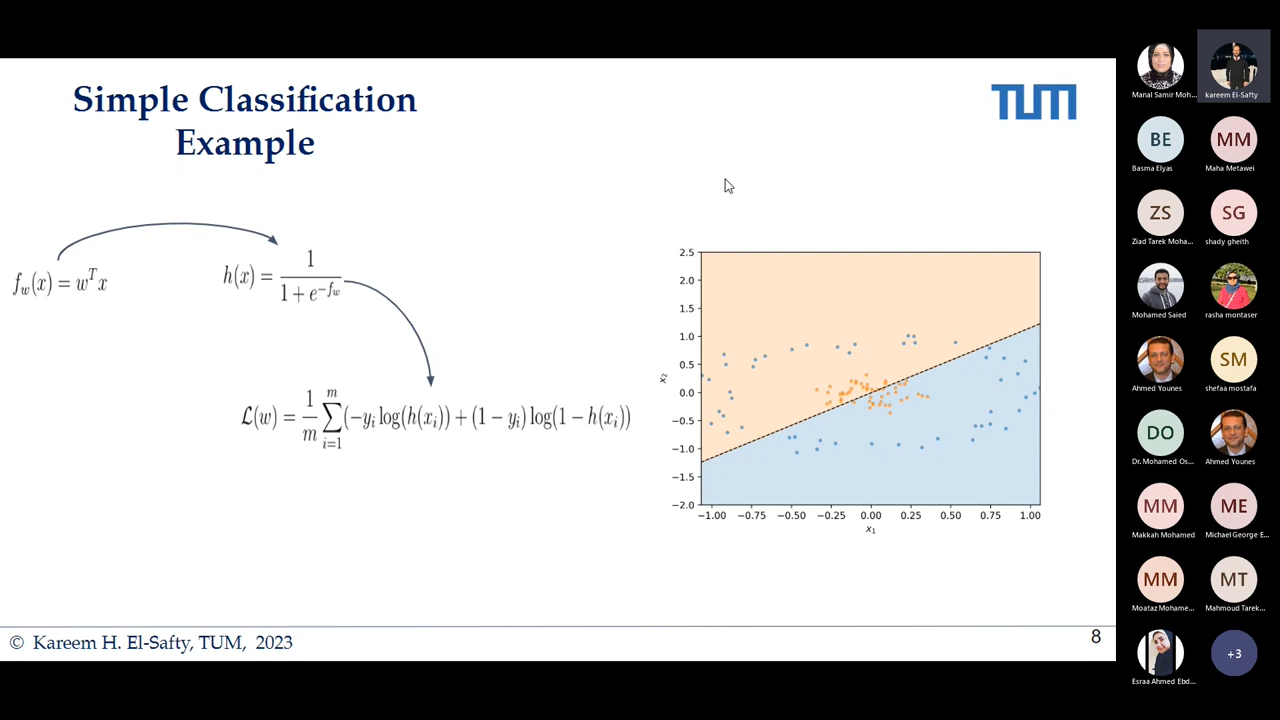 Simple Classification
Example
TUM
f_w(x) = w^T x
h(x) = \frac{1}{1 + e^{-f_w}}
\mathcal{L}(w) = \frac{1}{m} \sum_{i=1}^{m} (-y_i \log(h(x_i)) + (1 - y_i) \log(1 - h(x_i))
2.5
2.0
1.5
1.0
0.5
0.0
−0.5
−1.0
−1.5
−2.0
x_2
−1.00 −0.75 −0.50 −0.25 0.00 0.25 0.50 0.75 1.00
x_1
© Kareem H. El-Safty, TUM, 2023
8
Manal Samir Moh...
kareem El-Safty
BE
MM
Basma Elyas
Maha Metawei
ZS
SG
Ziad Tarek Moha...
shady gheith
Mohamed Saied
rasha montaser
SM
Ahmed Younes
shefaa mostafa
DO
Dr. Mohamed Os...
Ahmed Younes
MM
ME
Makkah Mohamed
Michael George E...
MM
MT
Moataz Mohame...
Mahmoud Tarek...
+3
Esraa Ahmed Ebd...